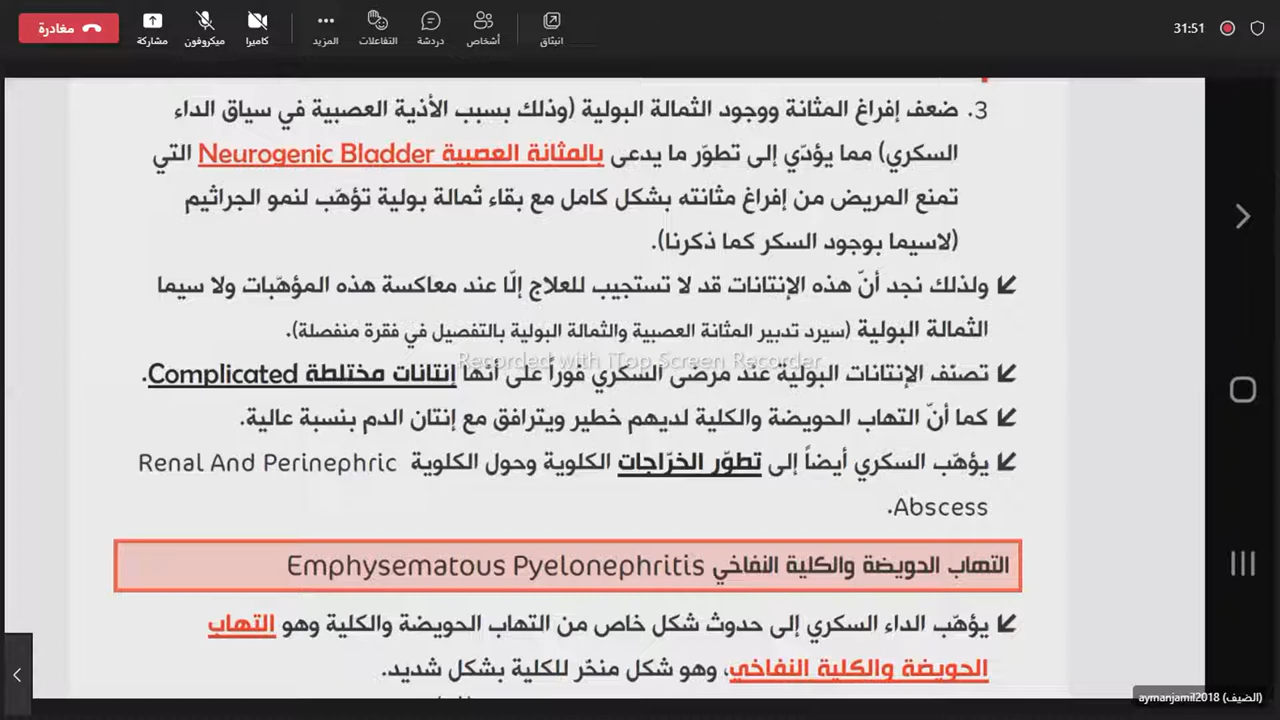 مغادرة
مشاركة
ميكروفون
كاميرا
المزيد
التفاعلات
دردشة
أشخاص
انبثاق
31:51
3. ضعف إفراغ المثانة ووجود الثمالة البولية (وذلك بسبب الأذية العصبية في سياق الداء
السكري) مما يؤدّي إلى تطوّر ما يدعى بالمثانة العصبية Neurogenic Bladder التي
تمنع المريض من إفراغ مثانته بشكل كامل مع بقاء ثمالة بولية تؤهّب لنمو الجراثيم
(لاسيما بوجود السكر كما ذكرنا).
ولذلك نجد أنّ هذه الإنتانات قد لا تستجيب للعلاج إلّا عند معاكسة هذه المؤهّبات ولا سيما
الثمالة البولية (سيرد تدبير المثانة العصبية والثمالة البولية بالتفصيل في فقرة منفصلة).
Recorded with iTop Screen Recorder
تصنّف الإنتانات البولية عند مرضى السكري فوراً على أنها إنتانات مختلطة Complicated.
كما أنّ التهاب الحويضة والكلية لديهم خطير ويترافق مع إنتان الدم بنسبة عالية.
يؤهّب السكري أيضاً إلى تطوّر الخرّاجات الكلوية وحول الكلوية Renal And Perinephric
Abscess.
التهاب الحويضة والكلية النفاخي Emphysematous Pyelonephritis
يؤهّب الداء السكري إلى حدوث شكل خاص من التهاب الحويضة والكلية وهو التهاب
الحويضة والكلية النفاخي، وهو شكل منخّر للكلية بشكل شديد.
aymanjamil2018 (الضيف)